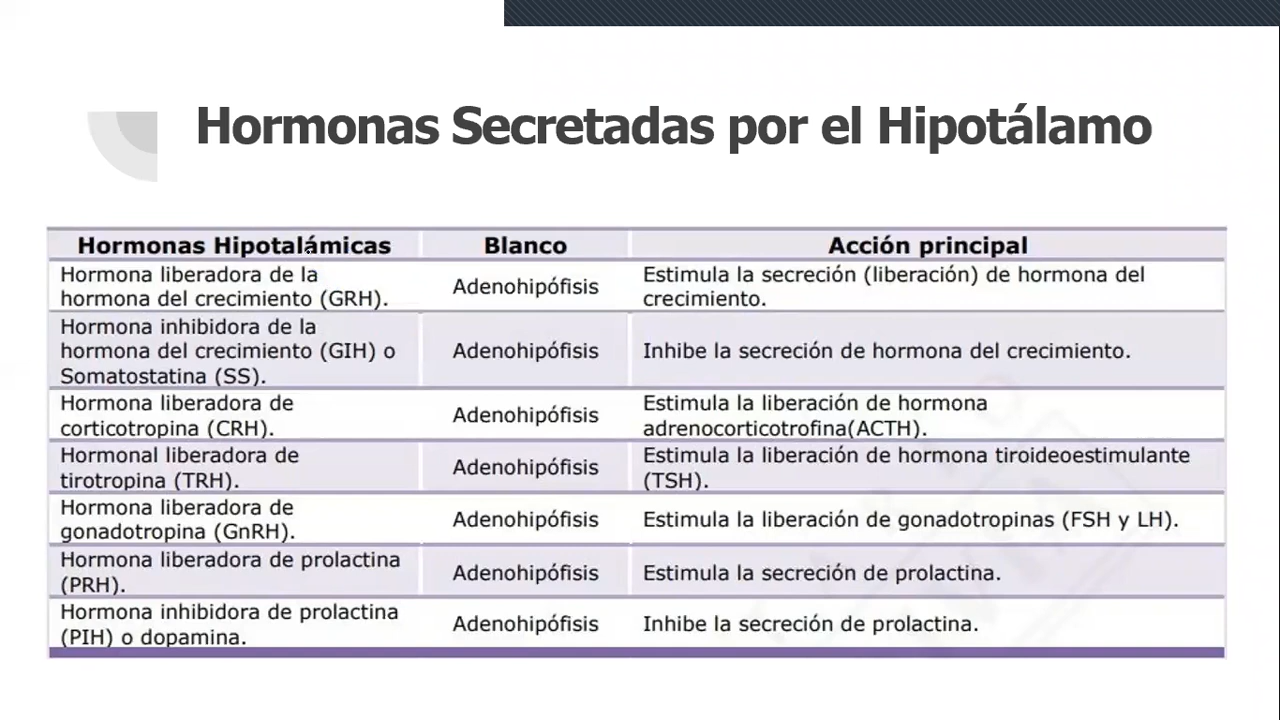 Hormonas Secretadas por el Hipotálamo
Hormonas Hipotalámicas
Blanco
Acción principal
Hormona liberadora de la
hormona del crecimiento (GRH).
Adenohipófisis
Estimula la secreción (liberación) de hormona del
crecimiento.
Hormona inhibidora de la
hormona del crecimiento (GIH) o
Somatostatina (SS).
Adenohipófisis
Inhibe la secreción de hormona del crecimiento.
Hormona liberadora de
corticotropina (CRH).
Adenohipófisis
Estimula la liberación de hormona
adrenocorticotrofina(ACTH).
Hormonal liberadora de
tirotropina (TRH).
Adenohipófisis
Estimula la liberación de hormona tiroideoestimulante
(TSH).
Hormona liberadora de
gonadotropina (GnRH).
Adenohipófisis
Estimula la liberación de gonadotropinas (FSH y LH).
Hormona liberadora de prolactina
(PRH).
Adenohipófisis
Estimula la secreción de prolactina.
Hormona inhibidora de prolactina
(PIH) o dopamina.
Adenohipófisis
Inhibe la secreción de prolactina.